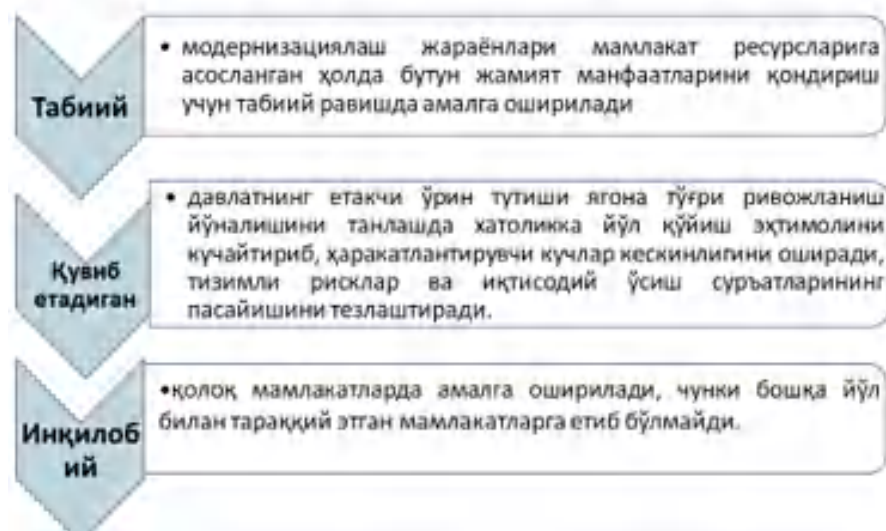 Табиий
• модернизациялаш жараёнлари мамлакат ресурсларига
асосланган ҳолда бутун жамият манфаатларини қондириш
учун табиий равишда амалга оширилади
Қувиб
етадиган
• давлатнинг етакчи ўрин тутиши ягона тўғри ривожланиш
йўналишини танлашда хатоликка йўл қўйиш эҳтимолини
кучайтириб, ҳаракатлантирувчи кучлар кескинлигини оширади,
тизимли рисклар ва иқтисодий ўсиш суръатларининг
пасайишини тезлаштиради.
Инқилоб
ий
•қолоқ мамлакатларда амалга оширилади, чунки бошқа йўл
билан тараққий этган мамлакатларга етиб бўлмайди.